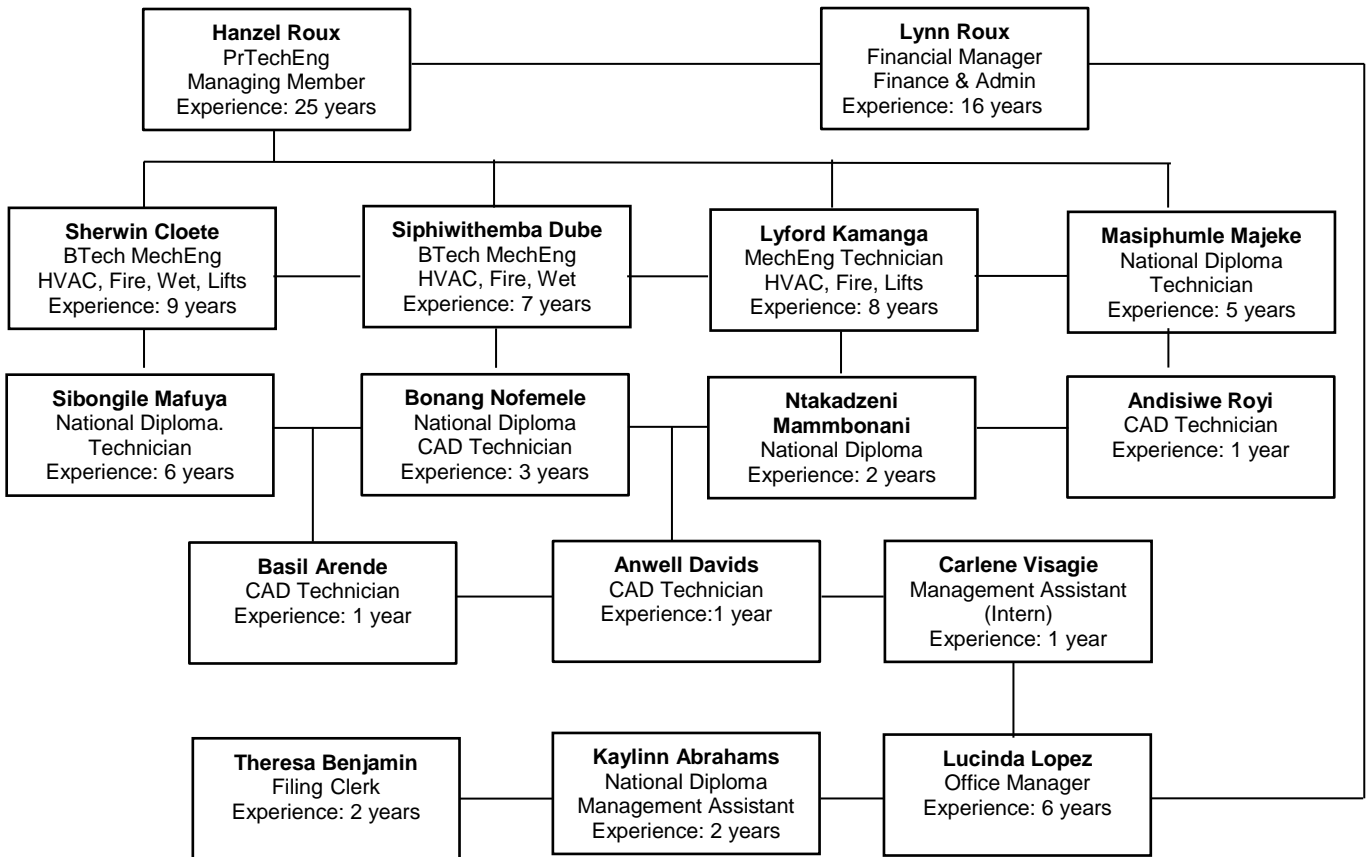 Hanzel Roux
PrTechEng
Managing Member
Experience: 25 years
Lynn Roux
Financial Manager
Finance & Admin
Experience: 16 years
Sherwin Cloete
BTech MechEng
HVAC, Fire, Wet, Lifts
Experience: 9 years
Siphiwithemba Dube
BTech MechEng
HVAC, Fire, Wet
Experience: 7 years
Lyford Kamanga
MechEng Technician
HVAC, Fire, Lifts
Experience: 8 years
Masiphumle Majeke
National Diploma
Technician
Experience: 5 years
Sibongile Mafuya
National Diploma.
Technician
Experience: 6 years
Bonang Nofemele
National Diploma
CAD Technician
Experience: 3 years
Ntakadzeni
Mammbonani
National Diploma
Experience: 2 years
Andisiwe Royi
CAD Technician
Experience: 1 year
Basil Arende
CAD Technician
Experience: 1 year
Anwell Davids
CAD Technician
Experience:1 year
Carlene Visagie
Management Assistant
(Intern)
Experience: 1 year
Theresa Benjamin
Filing Clerk
Experience: 2 years
Kaylinn Abrahams
National Diploma
Management Assistant
Experience: 2 years
Lucinda Lopez
Office Manager
Experience: 6 years